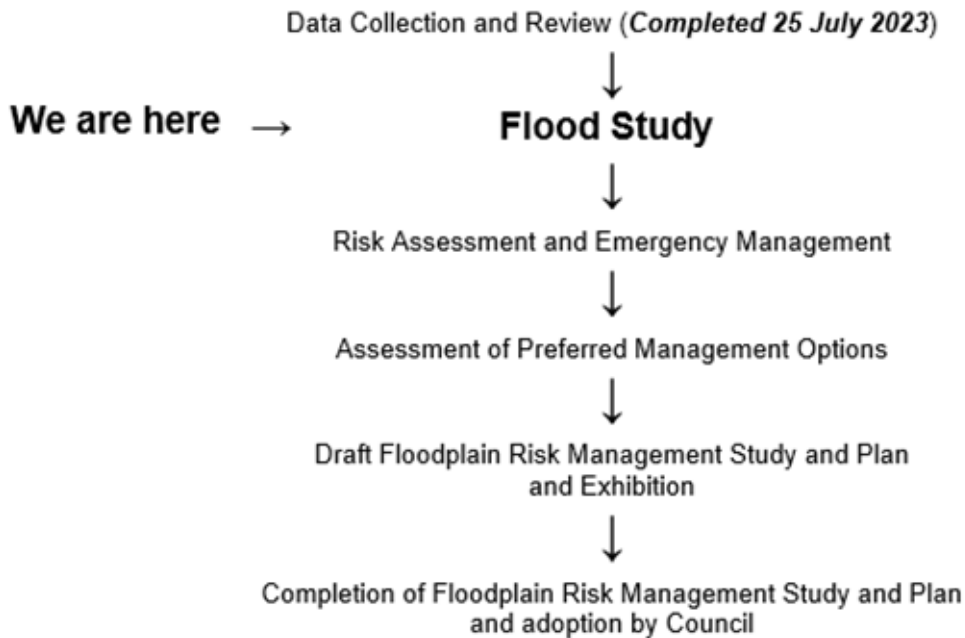 Data Collection and Review (Completed 25 July 2023)
We are here → Flood Study
Risk Assessment and Emergency Management
Assessment of Preferred Management Options
Draft Floodplain Risk Management Study and Plan
and Exhibition
Completion of Floodplain Risk Management Study and Plan
and adoption by Council